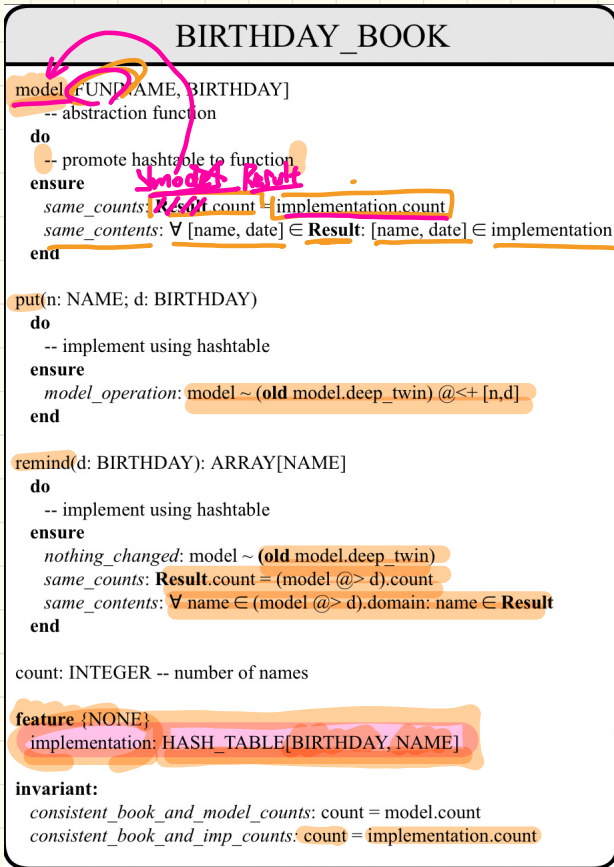 BIRTHDAY_BOOK
model: FUN[NAME, BIRTHDAY]
-- abstraction function
do
-- promote hashtable to function
ensure
model Result
same_counts: Result.count = implementation.count
same_contents: ∀ [name, date] ∈ Result: [name, date] ∈ implementation
end
put(n: NAME; d: BIRTHDAY)
do
-- implement using hashtable
ensure
model_operation: model ~ (old model.deep_twin) @<+ [n,d]
end
remind(d: BIRTHDAY): ARRAY[NAME]
do
-- implement using hashtable
ensure
nothing_changed: model ~ (old model.deep_twin)
same_counts: Result.count = (model @> d).count
same_contents: ∀ name ∈ (model @> d).domain: name ∈ Result
end
count: INTEGER -- number of names
feature {NONE}
implementation: HASH_TABLE[BIRTHDAY, NAME]
invariant:
consistent_book_and_model_counts: count = model.count
consistent_book_and_imp_counts: count = implementation.count